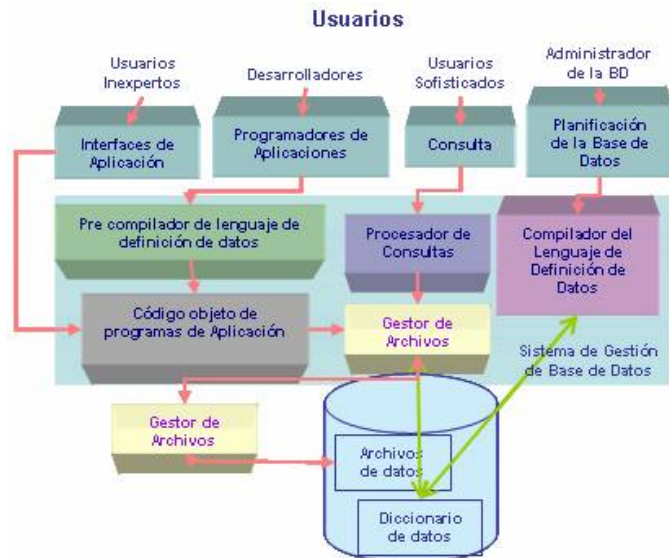 Usuarios
Usuarios
Inexpertos
Desarrolladores
Usuarios
Sofisticados
Administrador
de la BD
Interfaces de
Aplicación
Programadores de
Aplicaciones
Consulta
Planificación
de la Base de
Datos
Pre compilador de lenguaje de
definición de datos
Procesador de
Consultas
Compilador del
Lenguaje de
Definición de
Datos
Código objeto de
programas de Aplicación
Gestor de
Archivos
Sistema de Gestión
de Base de Datos
Gestor de
Archivos
Archivos
de datos
Diccionario
de datos